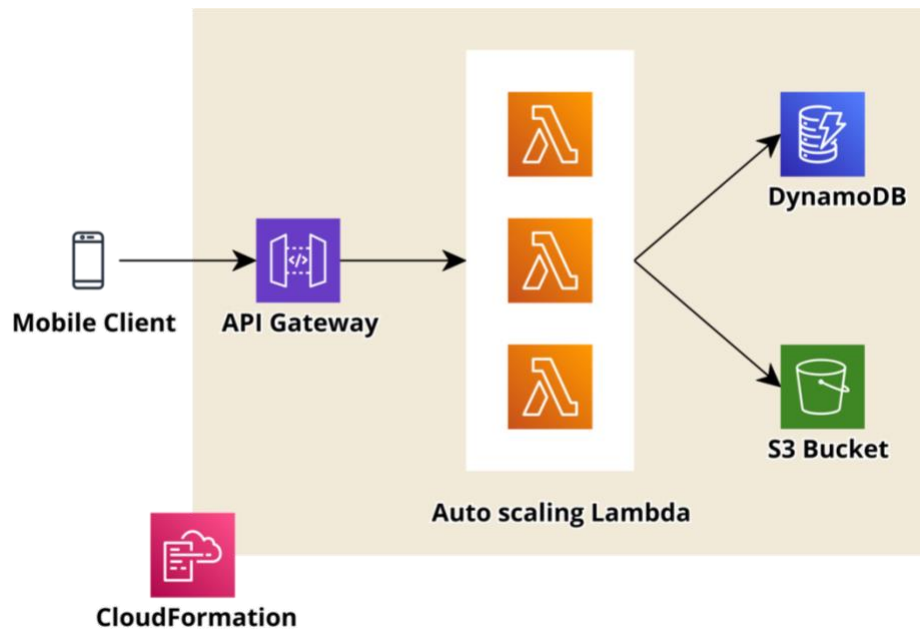 DynamoDB
Mobile Client
API Gateway
</>
S3 Bucket
Auto scaling Lambda
CloudFormation